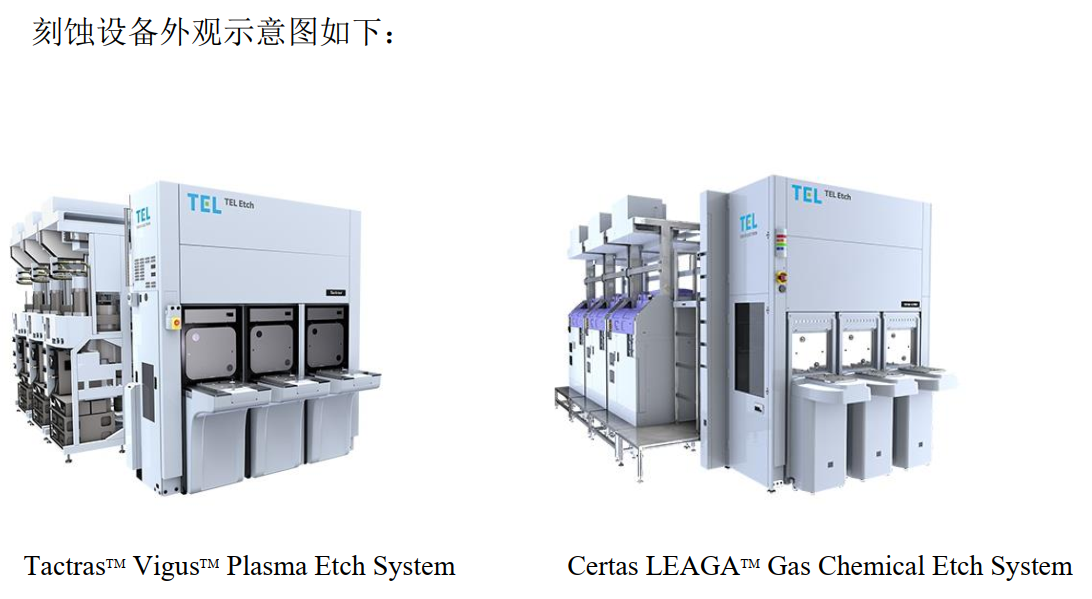 刻蚀设备外观示意图如下：
TEL TEL Etch
TEL
TEL TEL Etch
TEL
Tactras™ Vigus™ Plasma Etch System
Certas LEAGA™ Gas Chemical Etch System